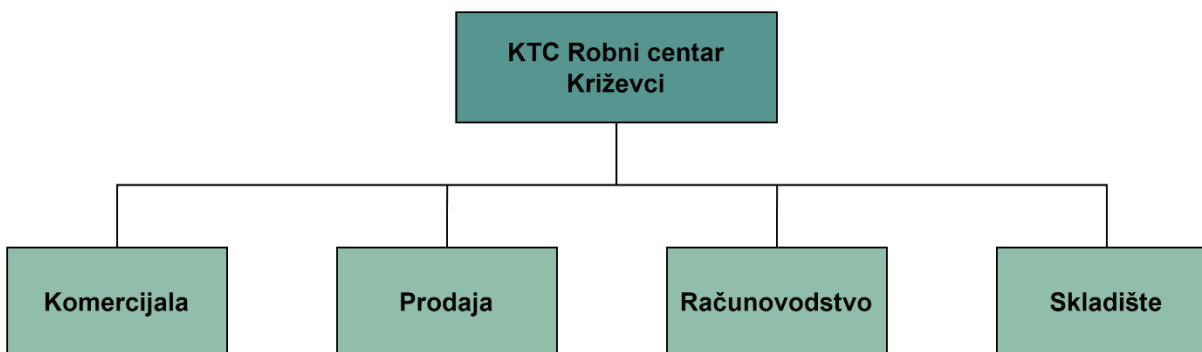 KTC Robni centar
Križevci
Komercijala
Prodaja
Računovodstvo
Skladište